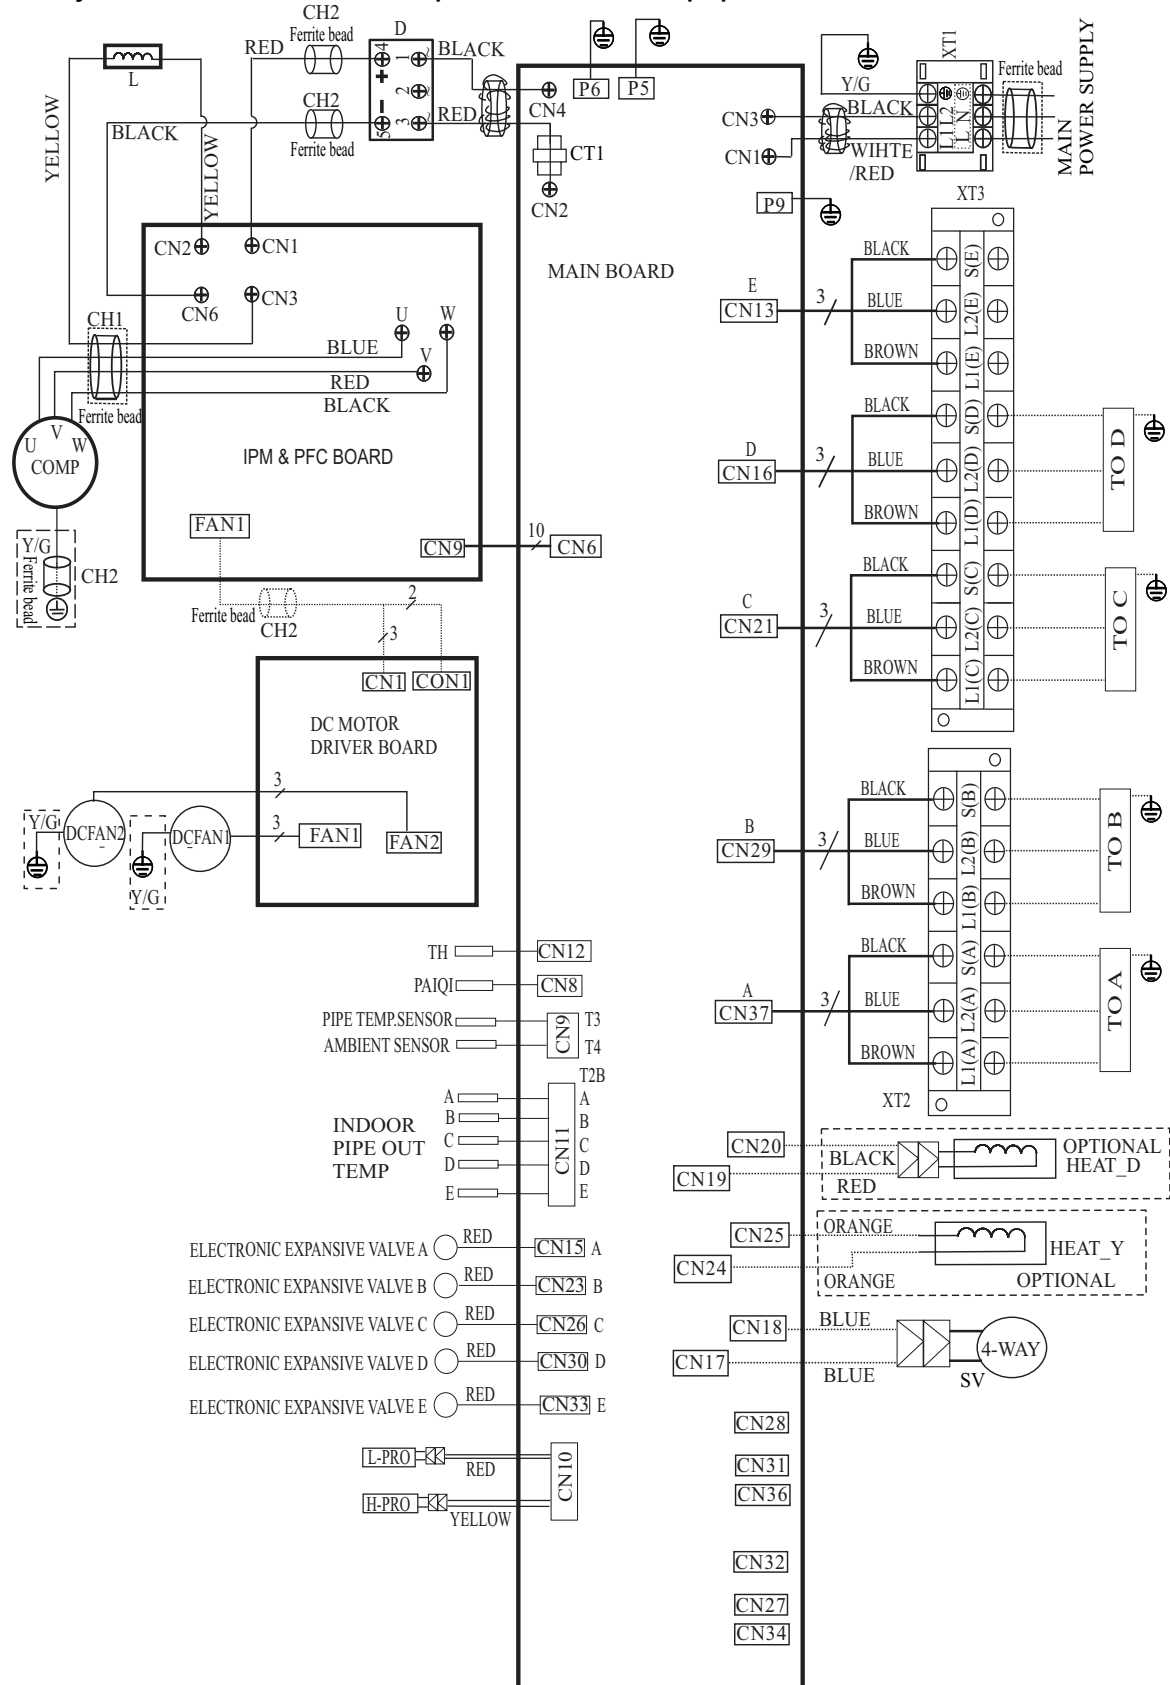 CH2
Ferrite bead
D
RED
BLACK
L
4
1
2
3
5
+
CH2
Ferrite bead
BLACK
RED
YELLOW
YELLOW
CN4
CT1
CN2
P6
P5
XT1
Y/G
BLACK
CN3
CN1
WIHTE
/RED
L1
L2
L
N
Ferrite bead
MAIN
POWER SUPPLY
P9
CN2
CN1
CN6
CN3
MAIN BOARD
CH1
U
V
W
BLUE
RED
BLACK
Ferrite bead
U
V
W
COMP
IPM & PFC BOARD
FAN1
CN9
10
CN6
Y/G
Ferrite bead
CH2
Ferrite bead
CH2
2
3
CN1
CON1
DC MOTOR
DRIVER BOARD
3
3
FAN1
FAN2
Y/G
DCFAN2
DCFAN1
Y/G
XT3
E
CN13
3
BLACK
BLUE
BROWN
S(E)
L2(E)
L1(E)
D
CN16
3
BLACK
BLUE
BROWN
S(D)
L2(D)
L1(D)
TO D
C
CN21
3
BLACK
BLUE
BROWN
S(C)
L2(C)
L1(C)
TO C
B
CN29
3
BLACK
BLUE
BROWN
S(B)
L2(B)
L1(B)
TO B
A
CN37
3
BLACK
BLUE
BROWN
S(A)
L2(A)
L1(A)
TO A
XT2
TH
CN12
PAIQI
CN8
PIPE TEMP.SENSOR
AMBIENT SENSOR
CN9
T3
T4
T2B
INDOOR
PIPE OUT
TEMP
A
B
C
D
E
CN11
A
B
C
D
E
CN20
CN19
BLACK
RED
OPTIONAL
HEAT_D
CN25
CN24
ORANGE
ORANGE
HEAT_Y
OPTIONAL
CN18
CN17
BLUE
BLUE
4-WAY
SV
ELECTRONIC EXPANSIVE VALVE A
RED
CN15
A
ELECTRONIC EXPANSIVE VALVE B
RED
CN23
B
ELECTRONIC EXPANSIVE VALVE C
RED
CN26
C
ELECTRONIC EXPANSIVE VALVE D
RED
CN30
D
ELECTRONIC EXPANSIVE VALVE E
RED
CN33
E
L-PRO
RED
H-PRO
YELLOW
CN10
CN28
CN31
CN36
CN32
CN27
CN34